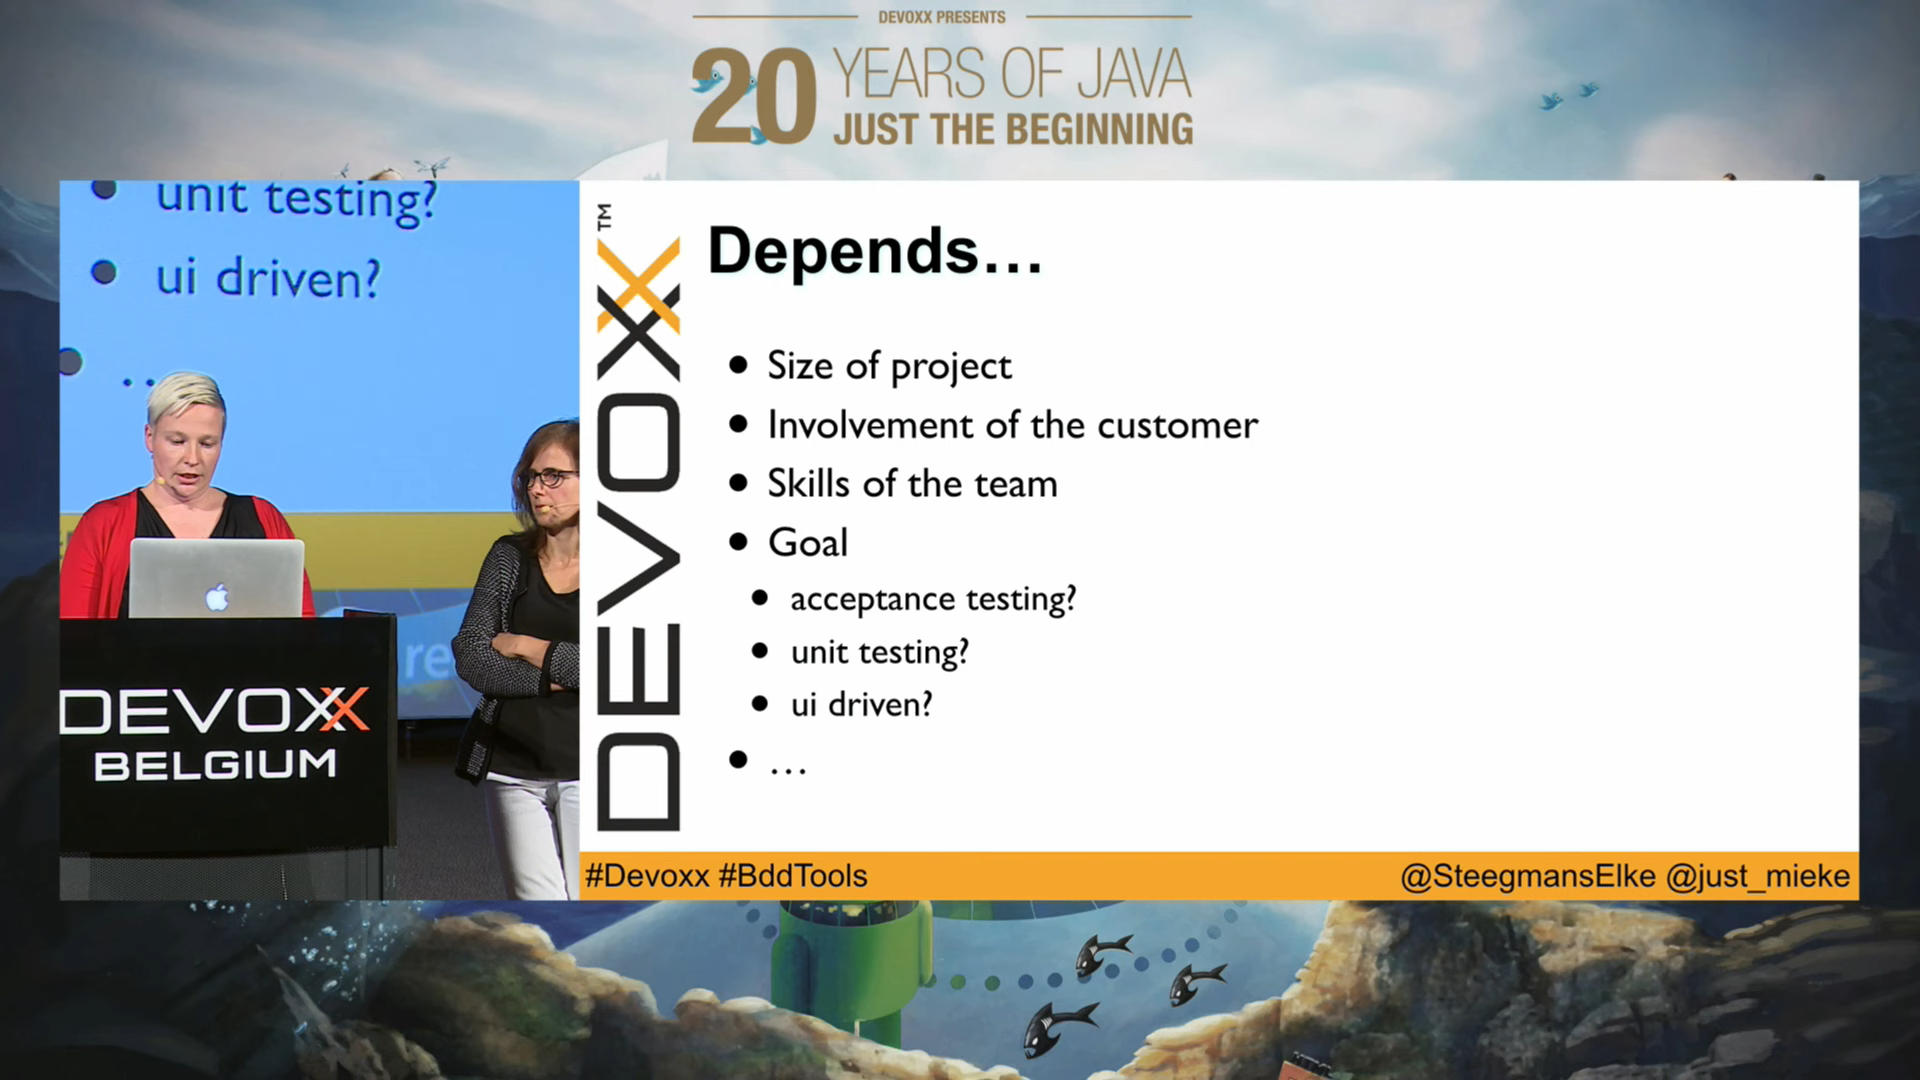 DEVOXX PRESENTS
20 YEARS OF JAVA
JUST THE BEGINNING
unit testing?
ui driven?
..
re
DEVOXX
BELGIUM
DEVOXX™
Depends...
Size of project
Involvement of the customer
Skills of the team
Goal
acceptance testing?
unit testing?
ui driven?
...
#Devoxx #BddTools
@SteegmansElke @just_mieke